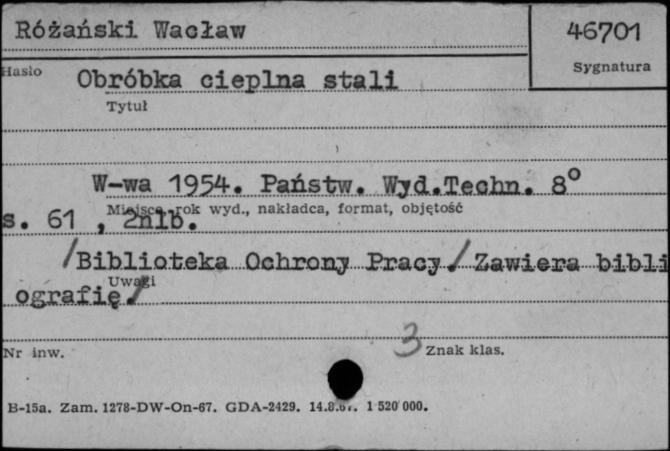 Różański Wacław
46701
Hasło
Sygnatura
Obróbka cieplna stali
Tytuł
W-wa 1954. Państw. Wyd.Techn. 8°
Miejsce, rok wyd., nakładca, format, objętość
s. 61 , 2nlb.
/Biblioteka Ochrony Pracy/ Zawiera bibli
Uwagi
ografię/
Nr inw.
3 Znak klas.
B-15a. Zam. 1278-DW-On-67. GDA-2429. 1 520 000.